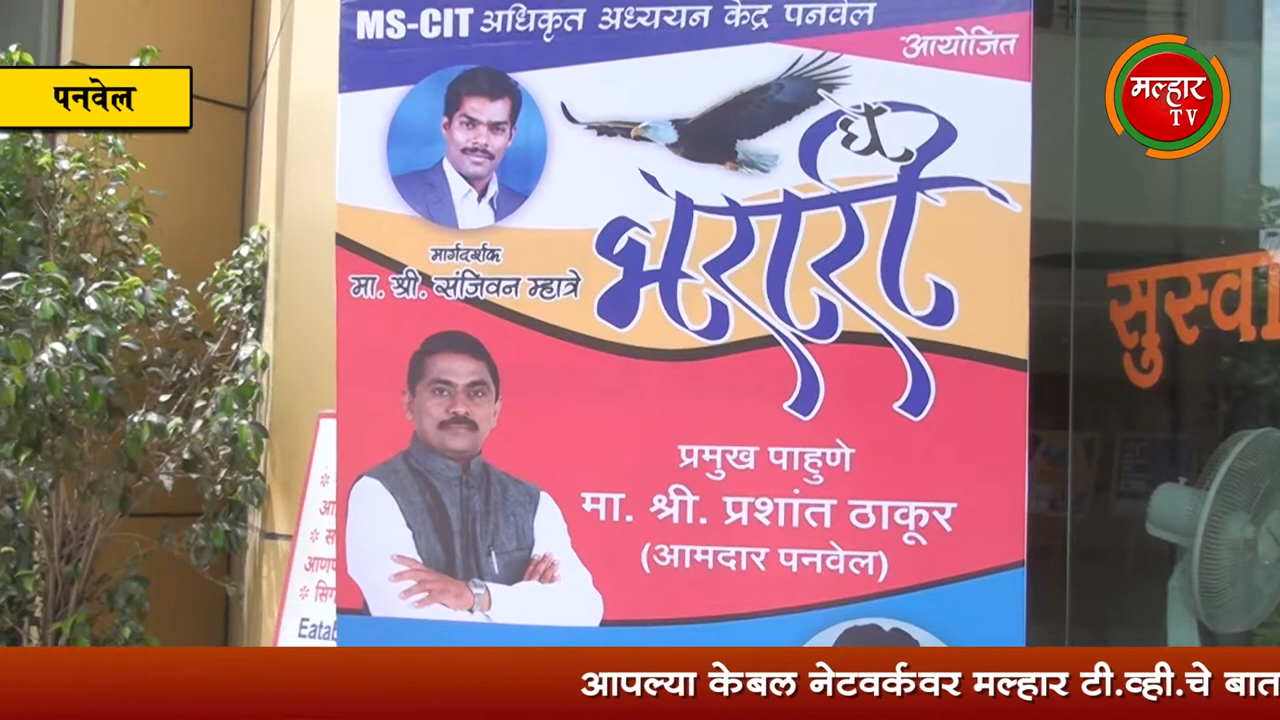 MS-CIT अधिकृत अध्ययन केंद्र पनवेल
आयोजित
पनवेल
मल्हार
TV
घे
भरारी
मार्गदर्शक
मा. श्री. संजिवन म्हात्रे
प्रमुख पाहुणे
मा. श्री. प्रशांत ठाकूर
(आमदार पनवेल)
सुस्वा
Eatab
आपल्या केबल नेटवर्कवर मल्हार टी.व्ही.चे बात